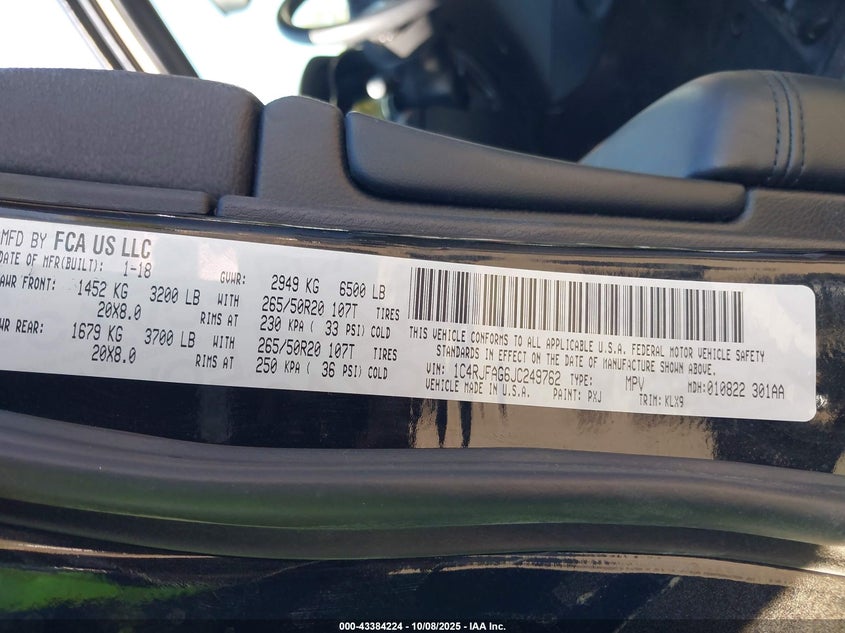 MFD BY FCA US LLC
DATE OF MFR(BUILT): 1-18 GVWR: 2949 KG 6500 LB
AWR FRONT: 1452 KG 3200 LB WITH 265/50R20 107T TIRES
20X8.0 RIMS AT 230 KPA ( 33 PSI) COLD
WR REAR: 1679 KG 3700 LB WITH 265/50R20 107T TIRES
20X8.0 RIMS AT 250 KPA ( 36 PSI) COLD
THIS VEHICLE CONFORMS TO ALL APPLICABLE U.S.A. FEDERAL MOTOR VEHICLE SAFETY
STANDARDS IN EFFECT ON THE DATE OF MANUFACTURE SHOWN ABOVE.
VIN: 1C4RJFAG6JC249762 TYPE: MPV MDH:010822 301AA
VEHICLE MADE IN U.S.A. PAINT: PXJ TRIM: KLX9
000-43384224 - 10/08/2025 - IAA Inc.